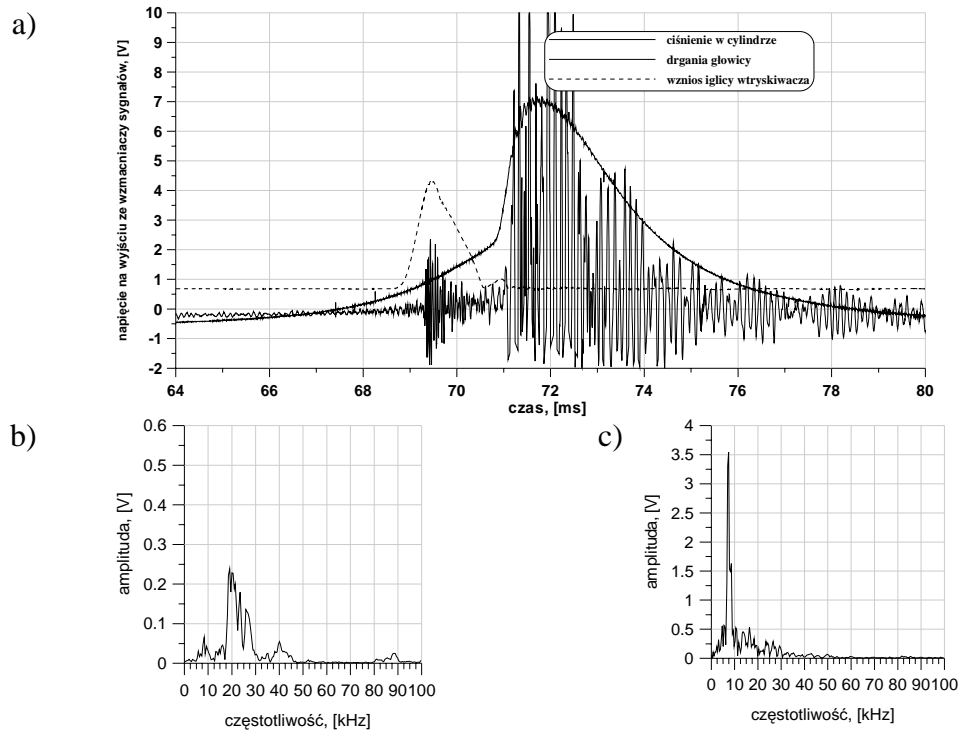 a)
napięcie na wyjściu ze wzmacniaczy sygnałów, [V]
10
9
8
7
6
5
4
3
2
1
0
-1
-2
ciśnienie w cylindrze
drgania głowicy
wznios iglicy wtryskiwacza
64 66 68 70 72 74 76 78 80
czas, [ms]
b)
amplituda, [V]
0.6
0.5
0.4
0.3
0.2
0.1
0
0 10 20 30 40 50 60 70 80 90 100
częstotliwość, [kHz]
c)
amplituda, [V]
4
3.5
3
2.5
2
1.5
1
0.5
0
0 10 20 30 40 50 60 70 80 90 100
częstotliwość, [kHz]